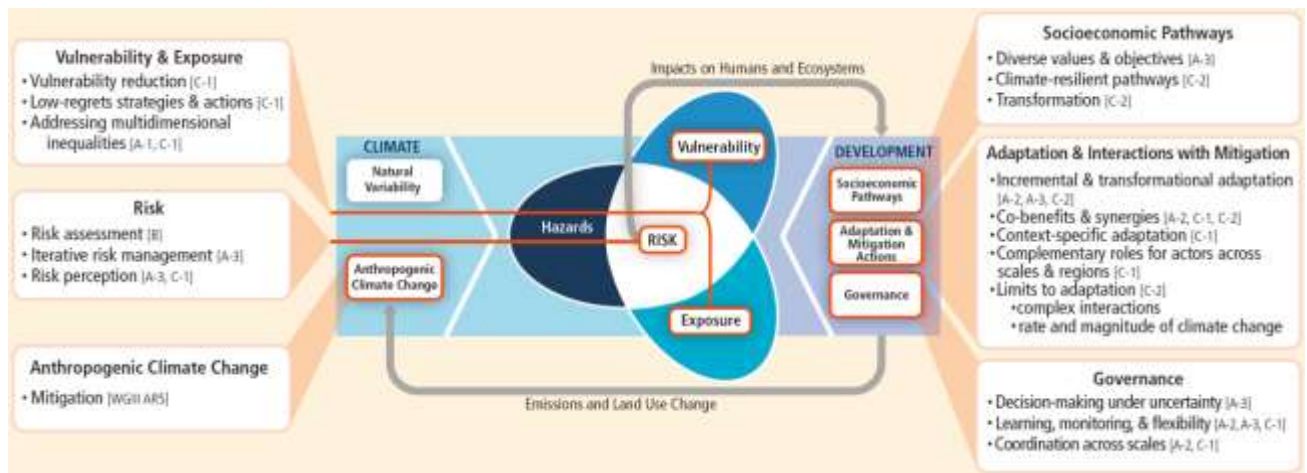 Vulnerability & Exposure
• Vulnerability reduction [C-1]
• Low-regrets strategies & actions [C-1]
• Addressing multidimensional
inequalities [A-1, C-1]
Risk
• Risk assessment [B]
• Iterative risk management [A-3]
• Risk perception [A-3, C-1]
Anthropogenic Climate Change
• Mitigation [WGIII AR5]
Impacts on Humans and Ecosystems
CLIMATE
Natural
Variability
Anthropogenic
Climate Change
Hazards
Vulnerability
RISK
Exposure
DEVELOPMENT
Socioeconomic
Pathways
Adaptation &
Mitigation
Actions
Governance
Emissions and Land Use Change
Socioeconomic Pathways
• Diverse values & objectives [A-3]
• Climate-resilient pathways [C-2]
• Transformation [C-2]
Adaptation & Interactions with Mitigation
• Incremental & transformational adaptation
[A-2, A-3, C-2]
• Co-benefits & synergies [A-2, C-1, C-2]
• Context-specific adaptation [C-1]
• Complementary roles for actors across
scales & regions [C-1]
• Limits to adaptation [C-2]
• complex interactions
• rate and magnitude of climate change
Governance
• Decision-making under uncertainty [A-3]
• Learning, monitoring, & flexibility [A-2, A-3, C-1]
• Coordination across scales [A-2, C-1]